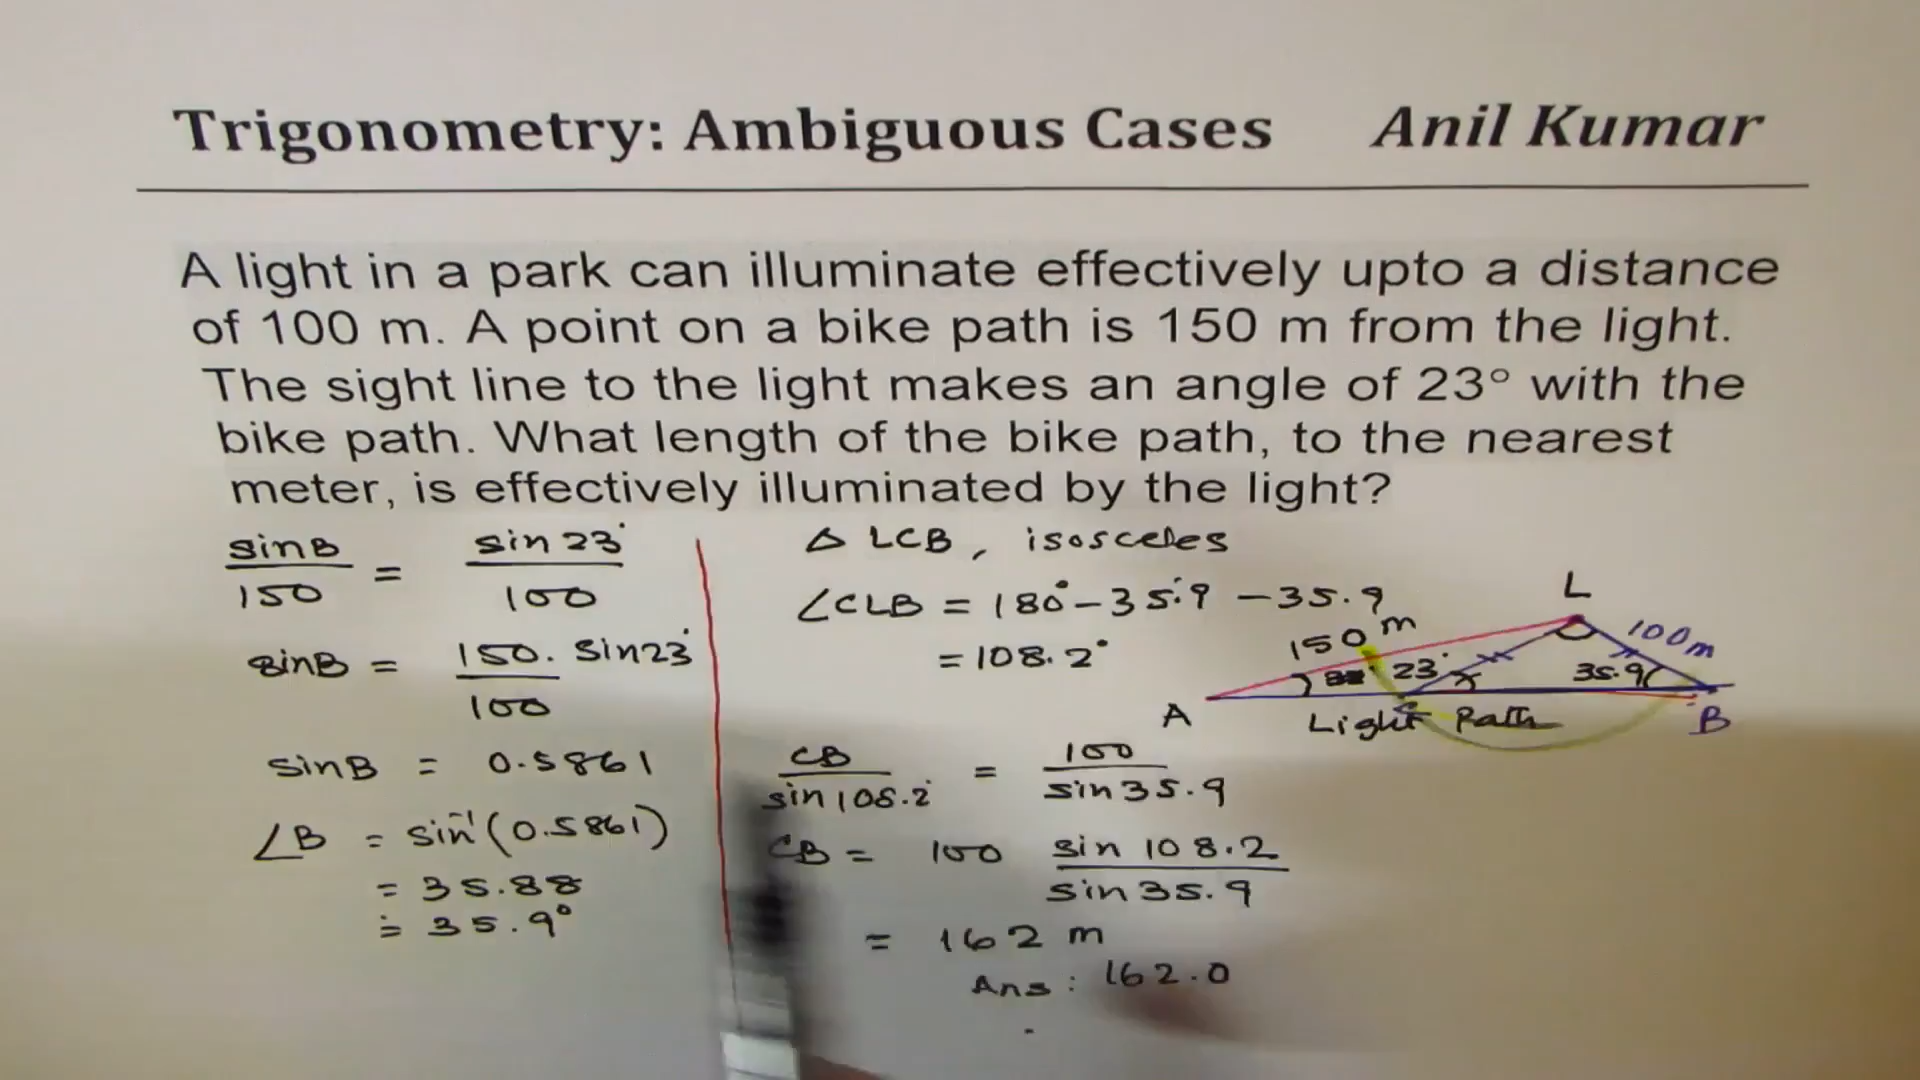 Trigonometry: Ambiguous Cases Anil Kumar
A light in a park can illuminate effectively upto a distance
of 100 m. A point on a bike path is 150 m from the light.
The sight line to the light makes an angle of 23° with the
bike path. What length of the bike path, to the nearest
meter, is effectively illuminated by the light?
sinB/150 = sin23°/100
sinB = 150. sin23°/100
sinB = 0.5861
∠B = sin⁻¹(0.5861)
= 35.88
≐ 35.9°
△ LCB, isosceles
∠CLB = 180° - 35.9 - 35.9
= 108.2°
CB/sin108.2° = 100/sin35.9
CB = 100 sin 108.2/sin35.9
= 162 m
Ans: 162.0
L
150 m
100m
23°
35.9
A
Light Path
B